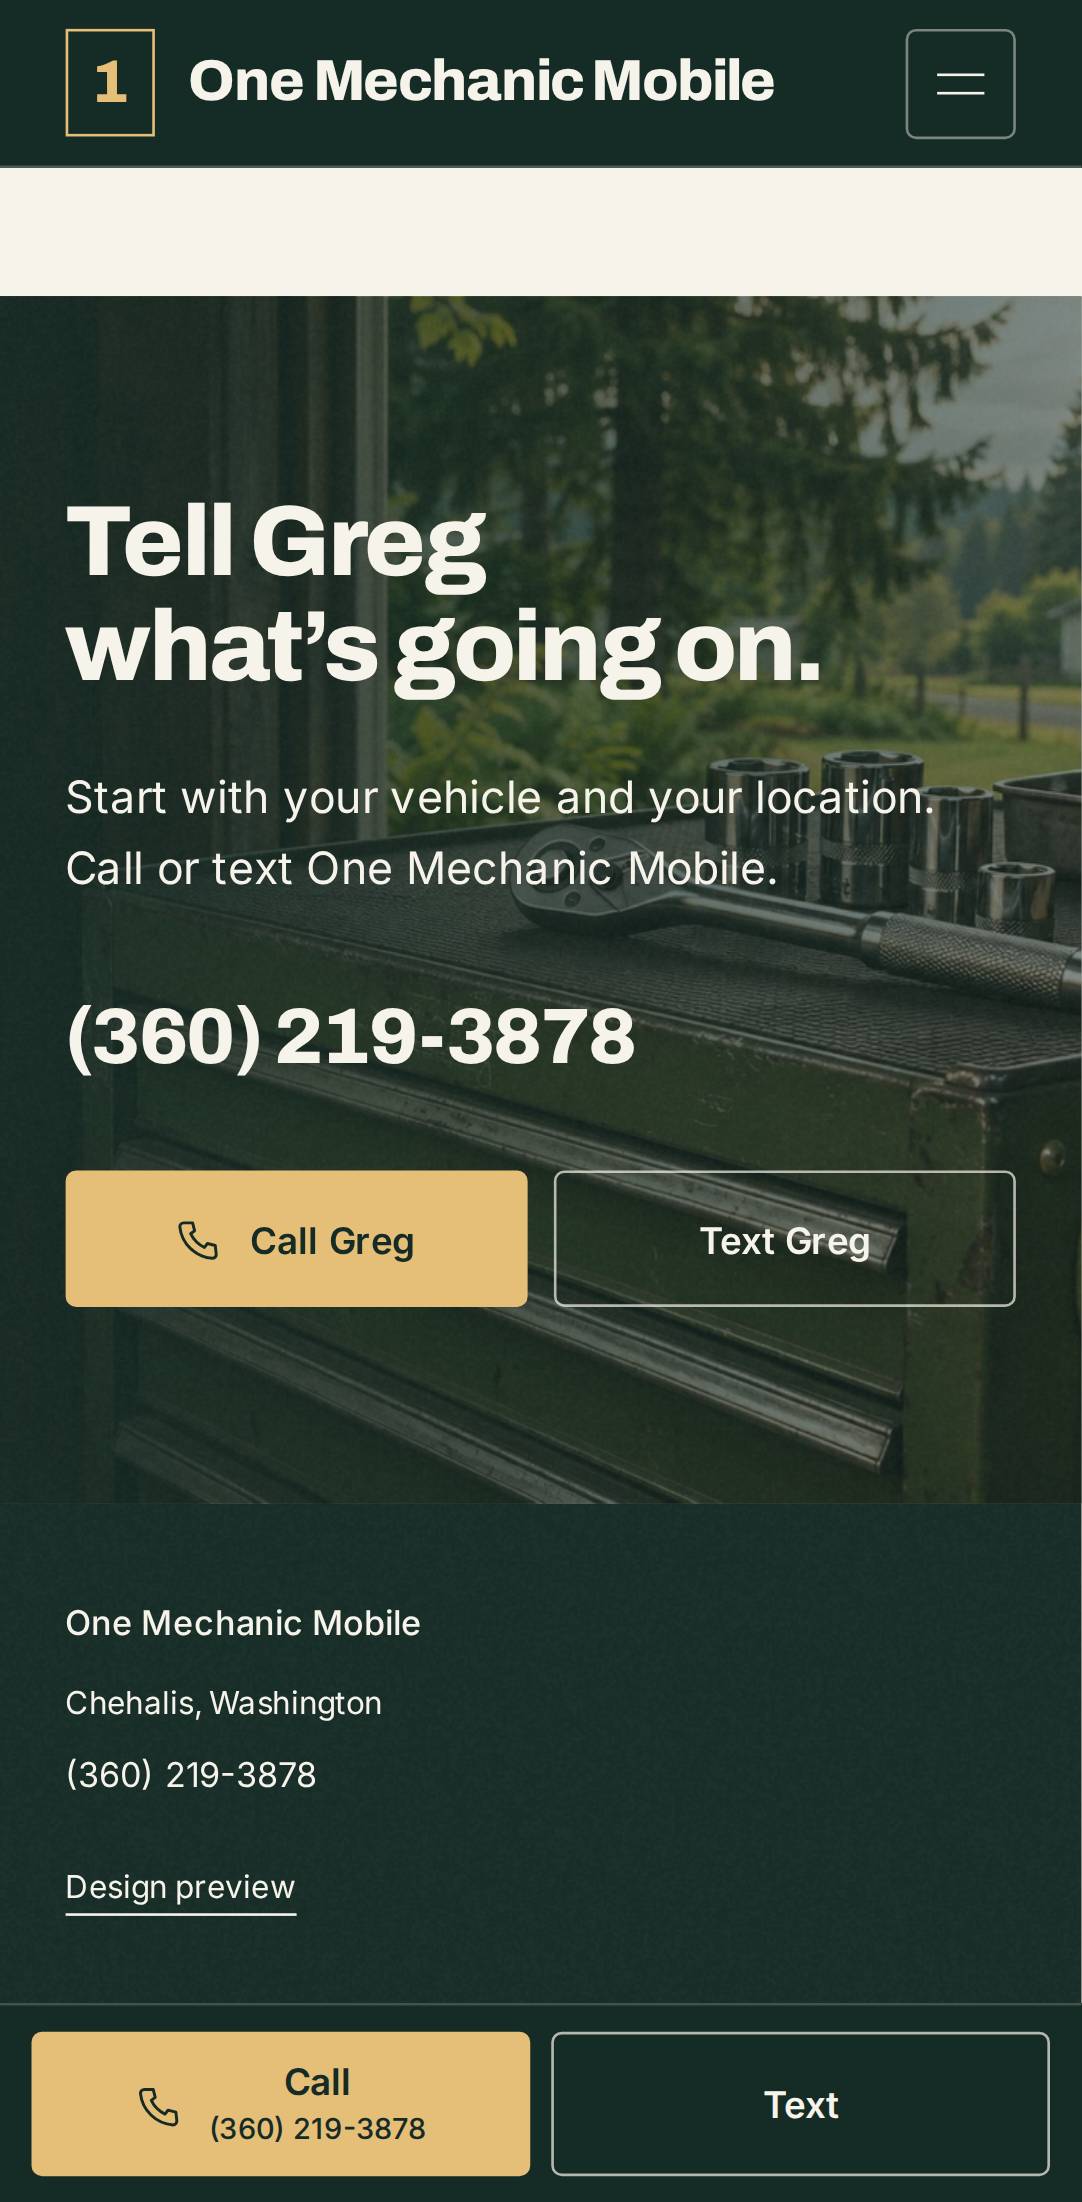 1
One Mechanic Mobile
Tell Greg
what’s going on.
Start with your vehicle and your location.
Call or text One Mechanic Mobile.
(360) 219-3878
Call Greg
Text Greg
One Mechanic Mobile
Chehalis, Washington
(360) 219-3878
Design preview
Call
(360) 219-3878
Text